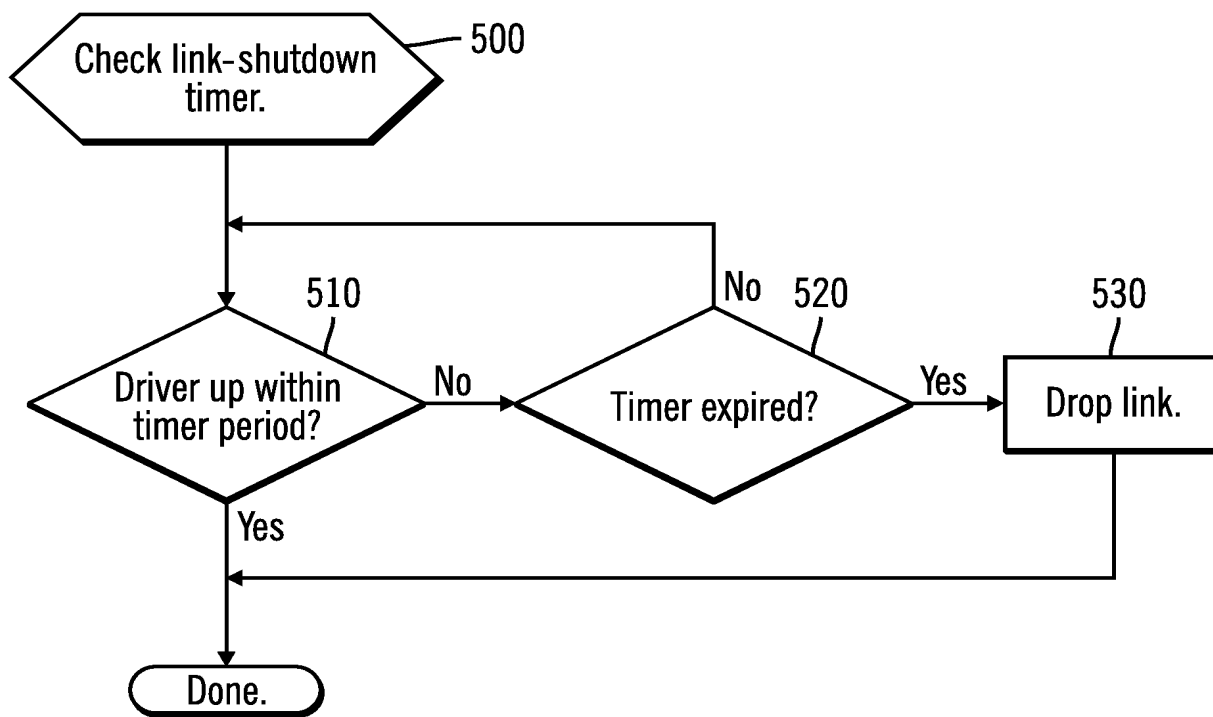 500
Check link-shutdown
timer.
No
510
520
530
Driver up within
timer period?
No
Timer expired?
Yes
Drop link.
Yes
Done.